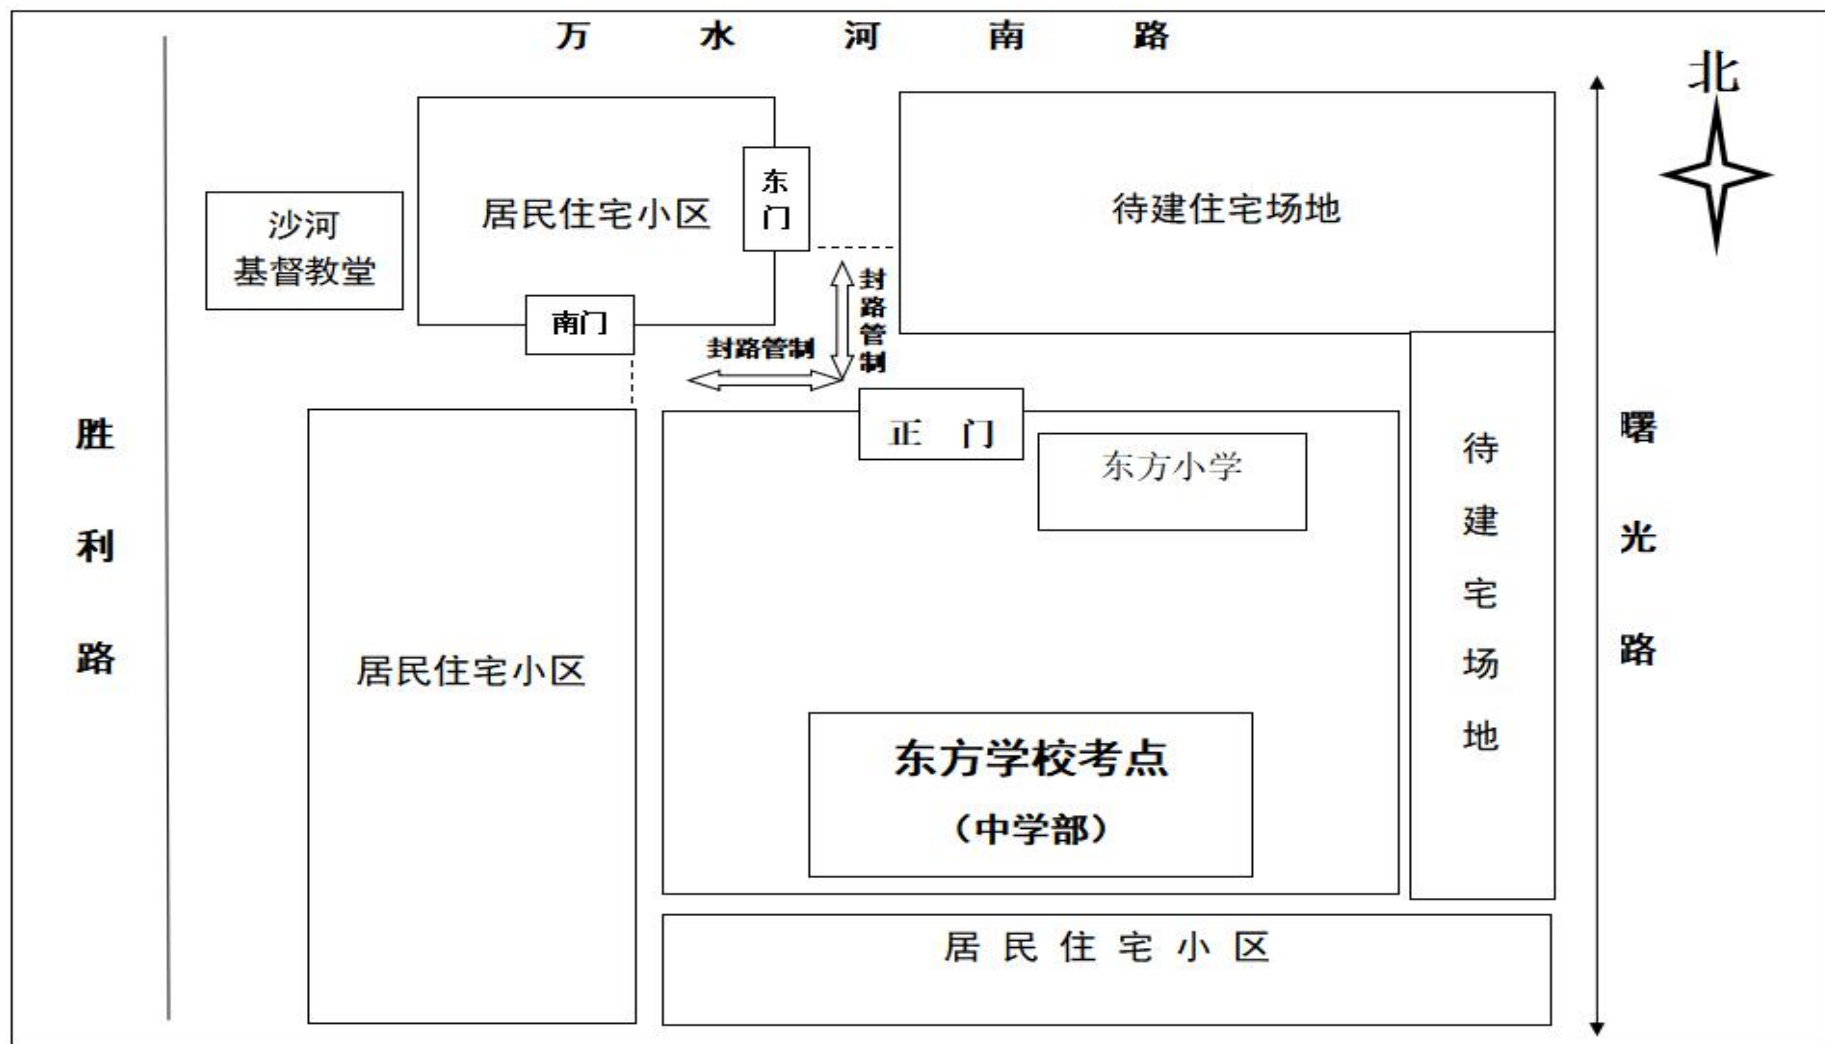 万水河南路
北
东门
居民住宅小区
待建住宅场地
沙河
基督教堂
封路管制
南门
封路管制
胜利路
正 门
东方小学
待建宅场地
曙光路
居民住宅小区
东方学校考点
（中学部）
居民住宅小区